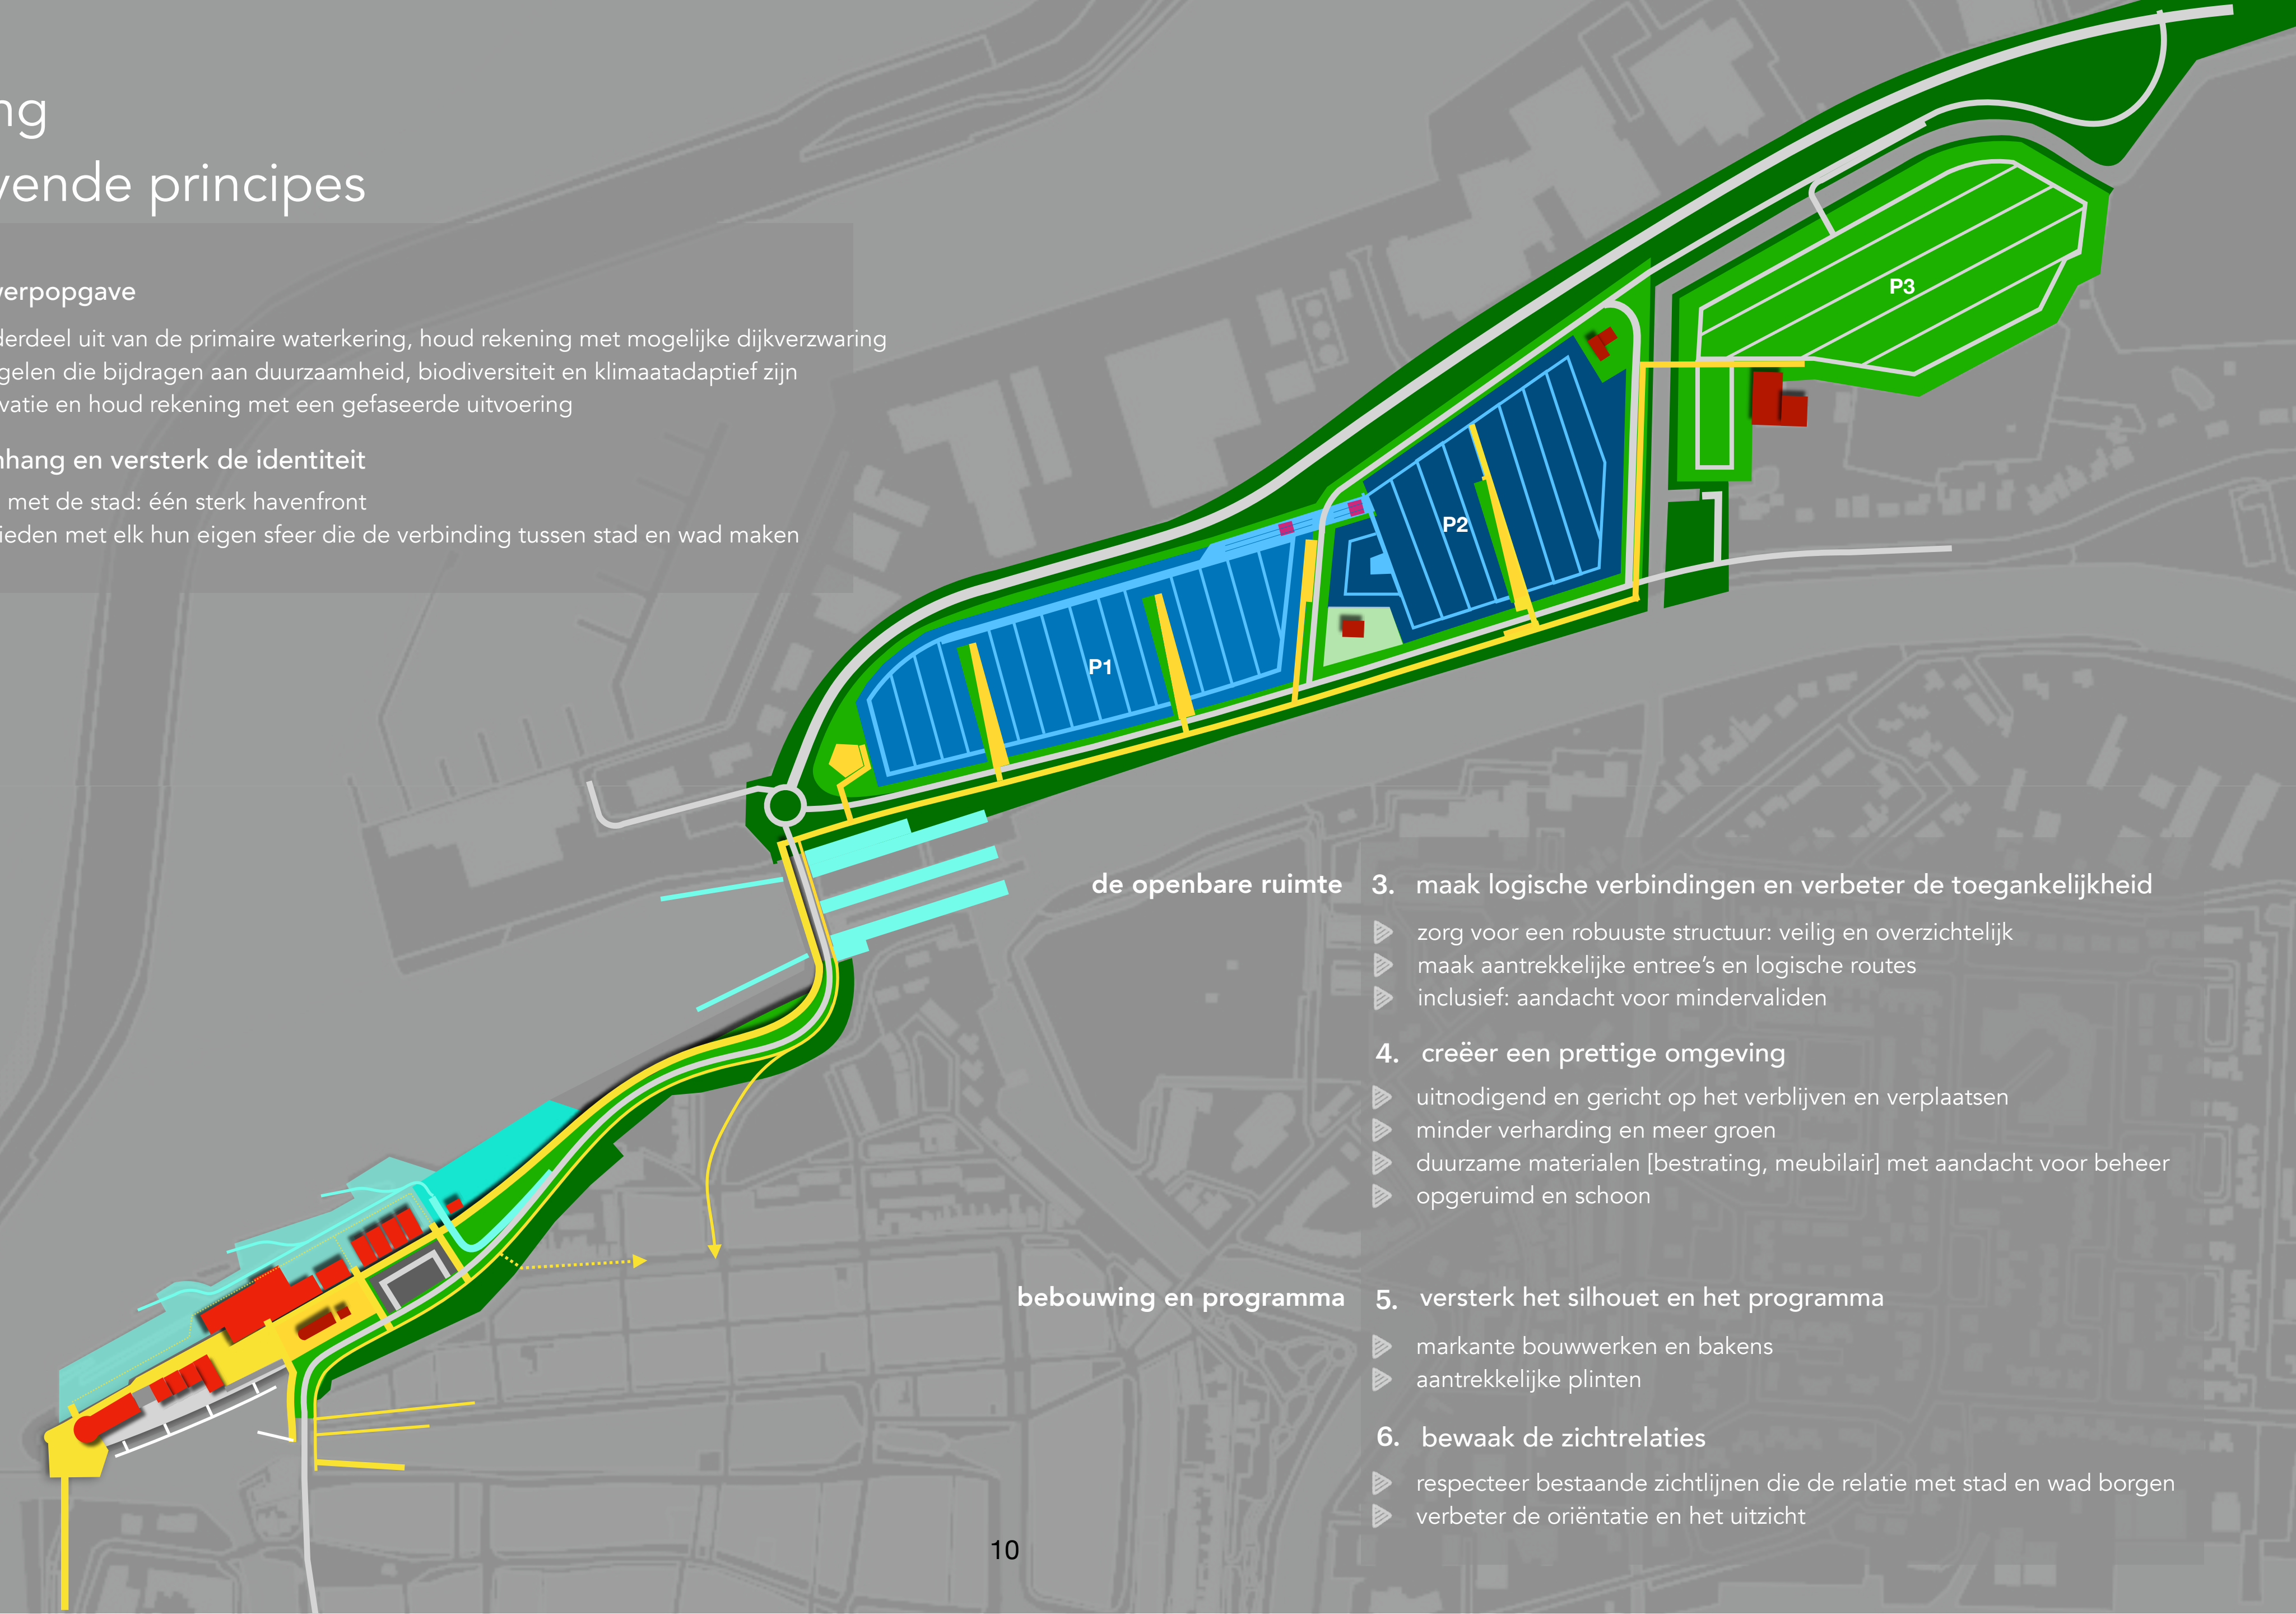 ng
vende principes
verpopgave
derdeel uit van de primaire waterkering, houd rekening met mogelijke dijkverzwaring
gelen die bijdragen aan duurzaamheid, biodiversiteit en klimaatadaptief zijn
vatie en houd rekening met een gefaseerde uitvoering
nhang en versterk de identiteit
met de stad: één sterk havenfront
ieden met elk hun eigen sfeer die de verbinding tussen stad en wad maken
P3
P2
P1
de openbare ruimte 3. maak logische verbindingen en verbeter de toegankelijkheid
zorg voor een robuuste structuur: veilig en overzichtelijk
maak aantrekkelijke entree's en logische routes
inclusief: aandacht voor mindervaliden
4. creëer een prettige omgeving
uitnodigend en gericht op het verblijven en verplaatsen
minder verharding en meer groen
duurzame materialen [bestrating, meubilair] met aandacht voor beheer
opgeruimd en schoon
bebouwing en programma 5. versterk het silhouet en het programma
markante bouwwerken en bakens
aantrekkelijke plinten
6. bewaak de zichtrelaties
respecteer bestaande zichtlijnen die de relatie met stad en wad borgen
verbeter de oriëntatie en het uitzicht
10